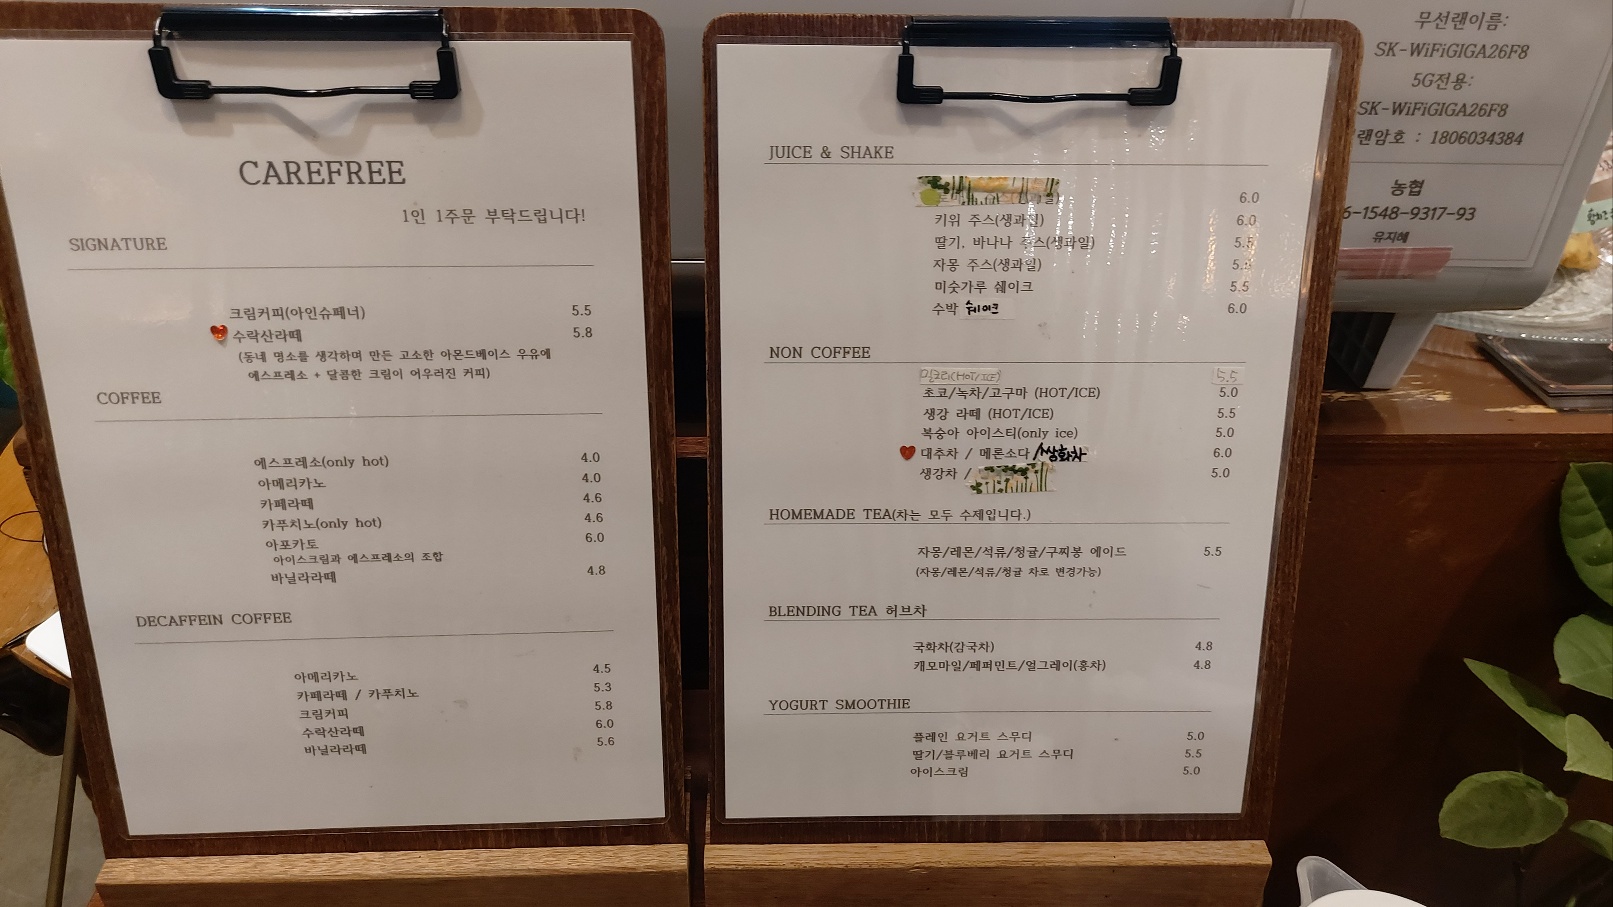 CAREFREE
1인 1주문 부탁드립니다!
SIGNATURE
크림커피(아인슈페너) 5.5
수락산라떼 5.8
(동네 명소를 생각하며 만든 고소한 아몬드베이스 우유에
에스프레소 + 달콤한 크림이 어우러진 커피)
COFFEE
에스프레소(only hot) 4.0
아메리카노 4.0
카페라떼 4.6
카푸치노(only hot) 4.6
아포카토 6.0
아이스크림과 에스프레소의 조합
바닐라라떼 4.8
DECAFFEIN COFFEE
아메리카노 4.5
카페라떼 / 카푸치노 5.3
크림커피 5.8
수락산라떼 6.0
바닐라라떼 5.6
JUICE & SHAKE
6.0
키위 주스(생과일) 6.0
딸기, 바나나 주스(생과일) 5.5
자몽 주스(생과일)
미숫가루 쉐이크 5.5
수박 쉐이크 6.0
NON COFFEE
밀크티(HOT/ICE) 5.5
초코/녹차/고구마 (HOT/ICE) 5.0
생강 라떼 (HOT/ICE) 5.5
복숭아 아이스티(only ice) 5.0
대추차 / 메론소다 /쌍화차 6.0
생강차 / 5.0
HOMEMADE TEA(차는 모두 수제입니다.)
자몽/레몬/석류/청귤/구찌봉 에이드 5.5
(자몽/레몬/석류/청귤 차로 변경가능)
BLENDING TEA 허브차
국화차(감국차) 4.8
캐모마일/페퍼민트/얼그레이(홍차) 4.8
YOGURT SMOOTHIE
플레인 요거트 스무디 5.0
딸기/블루베리 요거트 스무디 5.5
아이스크림 5.0
무선랜이름:
SK-WiFiGIGA26F8
5G전용:
SK-WiFiGIGA26F8
랜암호 : 1806034384
농협
6-1548-9317-93
유지혜